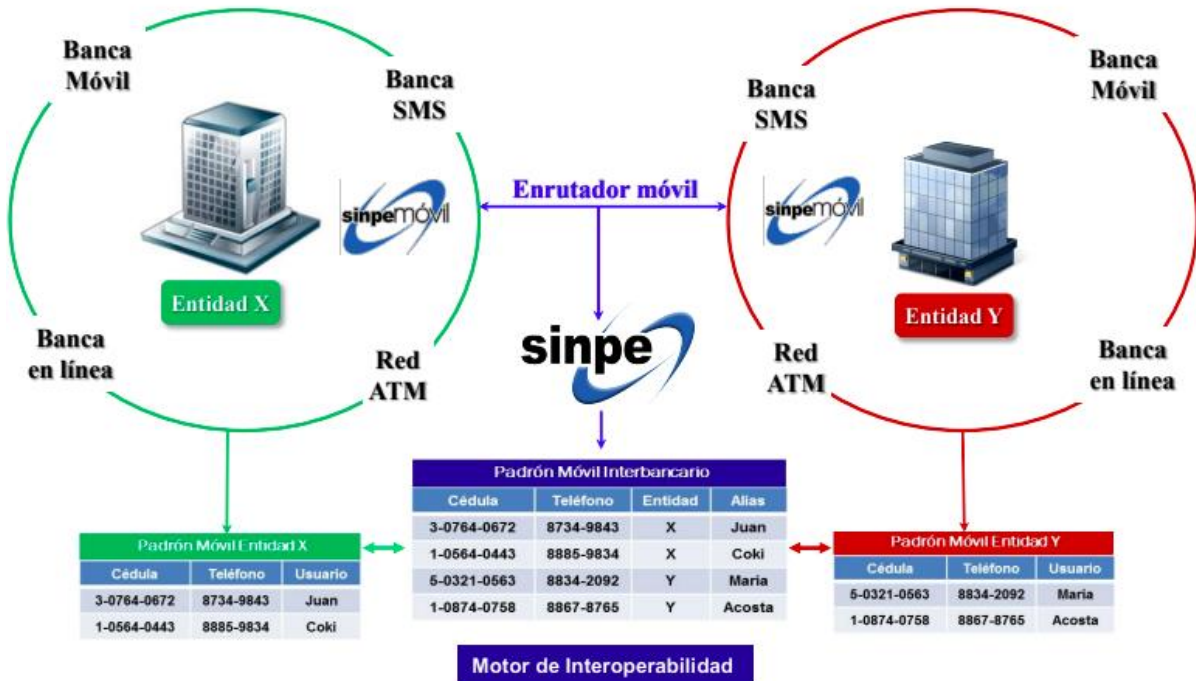 Banca
Móvil
Banca
SMS
sinpemóvil
Entidad X
Banca
en línea
Red
ATM
Enrutador móvil
sinpe
Banca
SMS
Banca
Móvil
sinpemóvil
Entidad Y
Red
ATM
Banca
en línea
Padrón Móvil Entidad X
Cédula Teléfono Usuario
3-0764-0672 8734-9843 Juan
1-0564-0443 8885-9834 Coki
Padrón Móvil Interbancario
Cédula Teléfono Entidad Alias
3-0764-0672 8734-9843 X Juan
1-0564-0443 8885-9834 X Coki
5-0321-0563 8834-2092 Y Maria
1-0874-0758 8867-8765 Y Acosta
Padrón Móvil Entidad Y
Cédula Teléfono Usuario
5-0321-0563 8834-2092 Maria
1-0874-0758 8867-8765 Acosta
Motor de Interoperabilidad